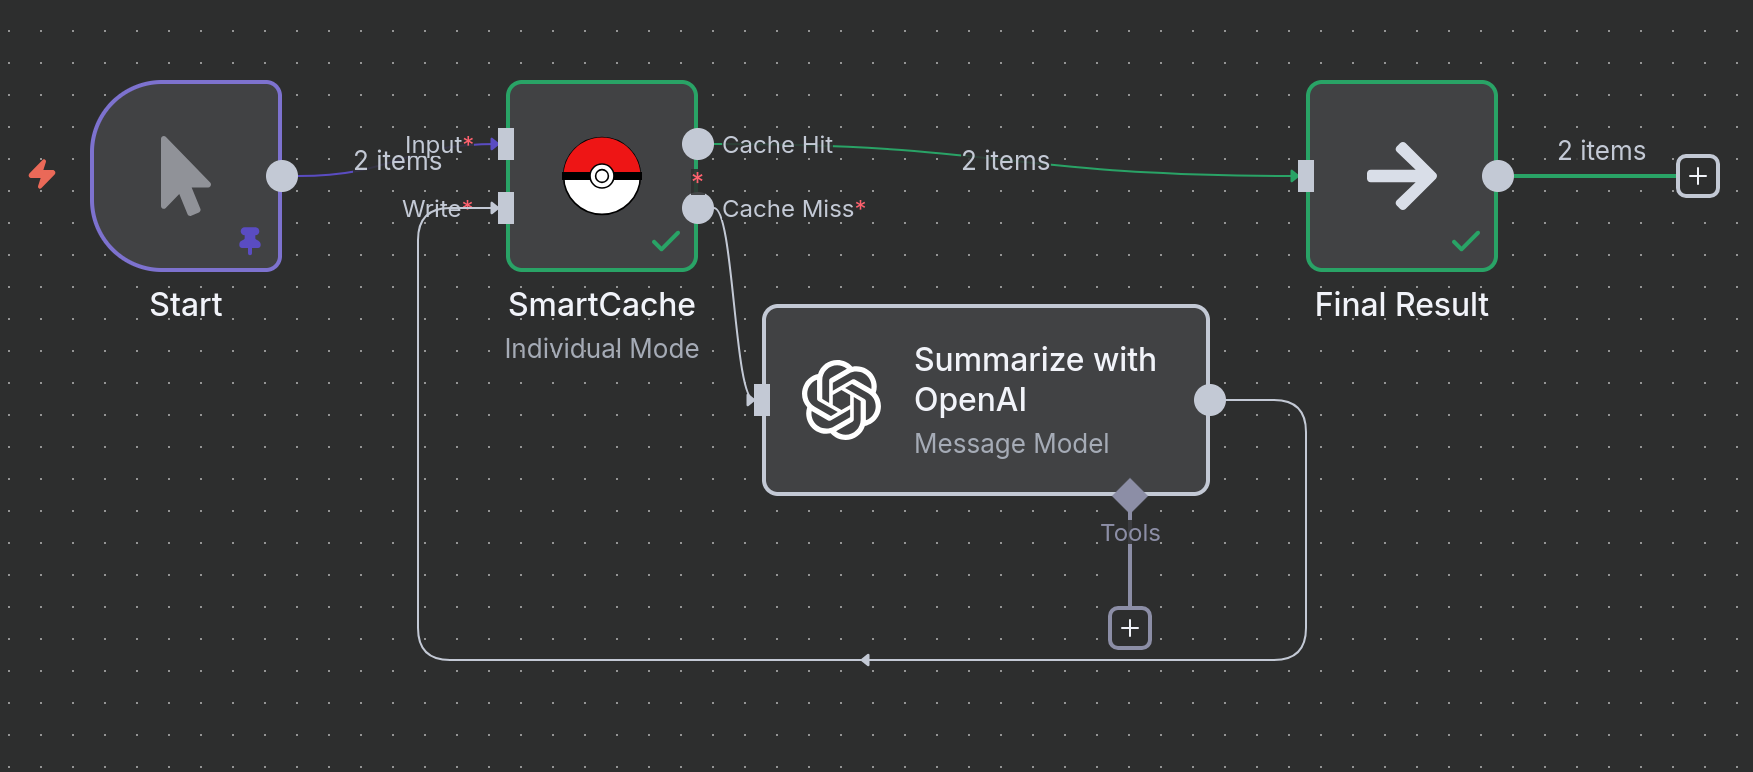 Input*
2 items
Write*
Cache Hit
*
Cache Miss*
2 items
2 items
Start
SmartCache
Individual Mode
Final Result
Summarize with
OpenAI
Message Model
Tools